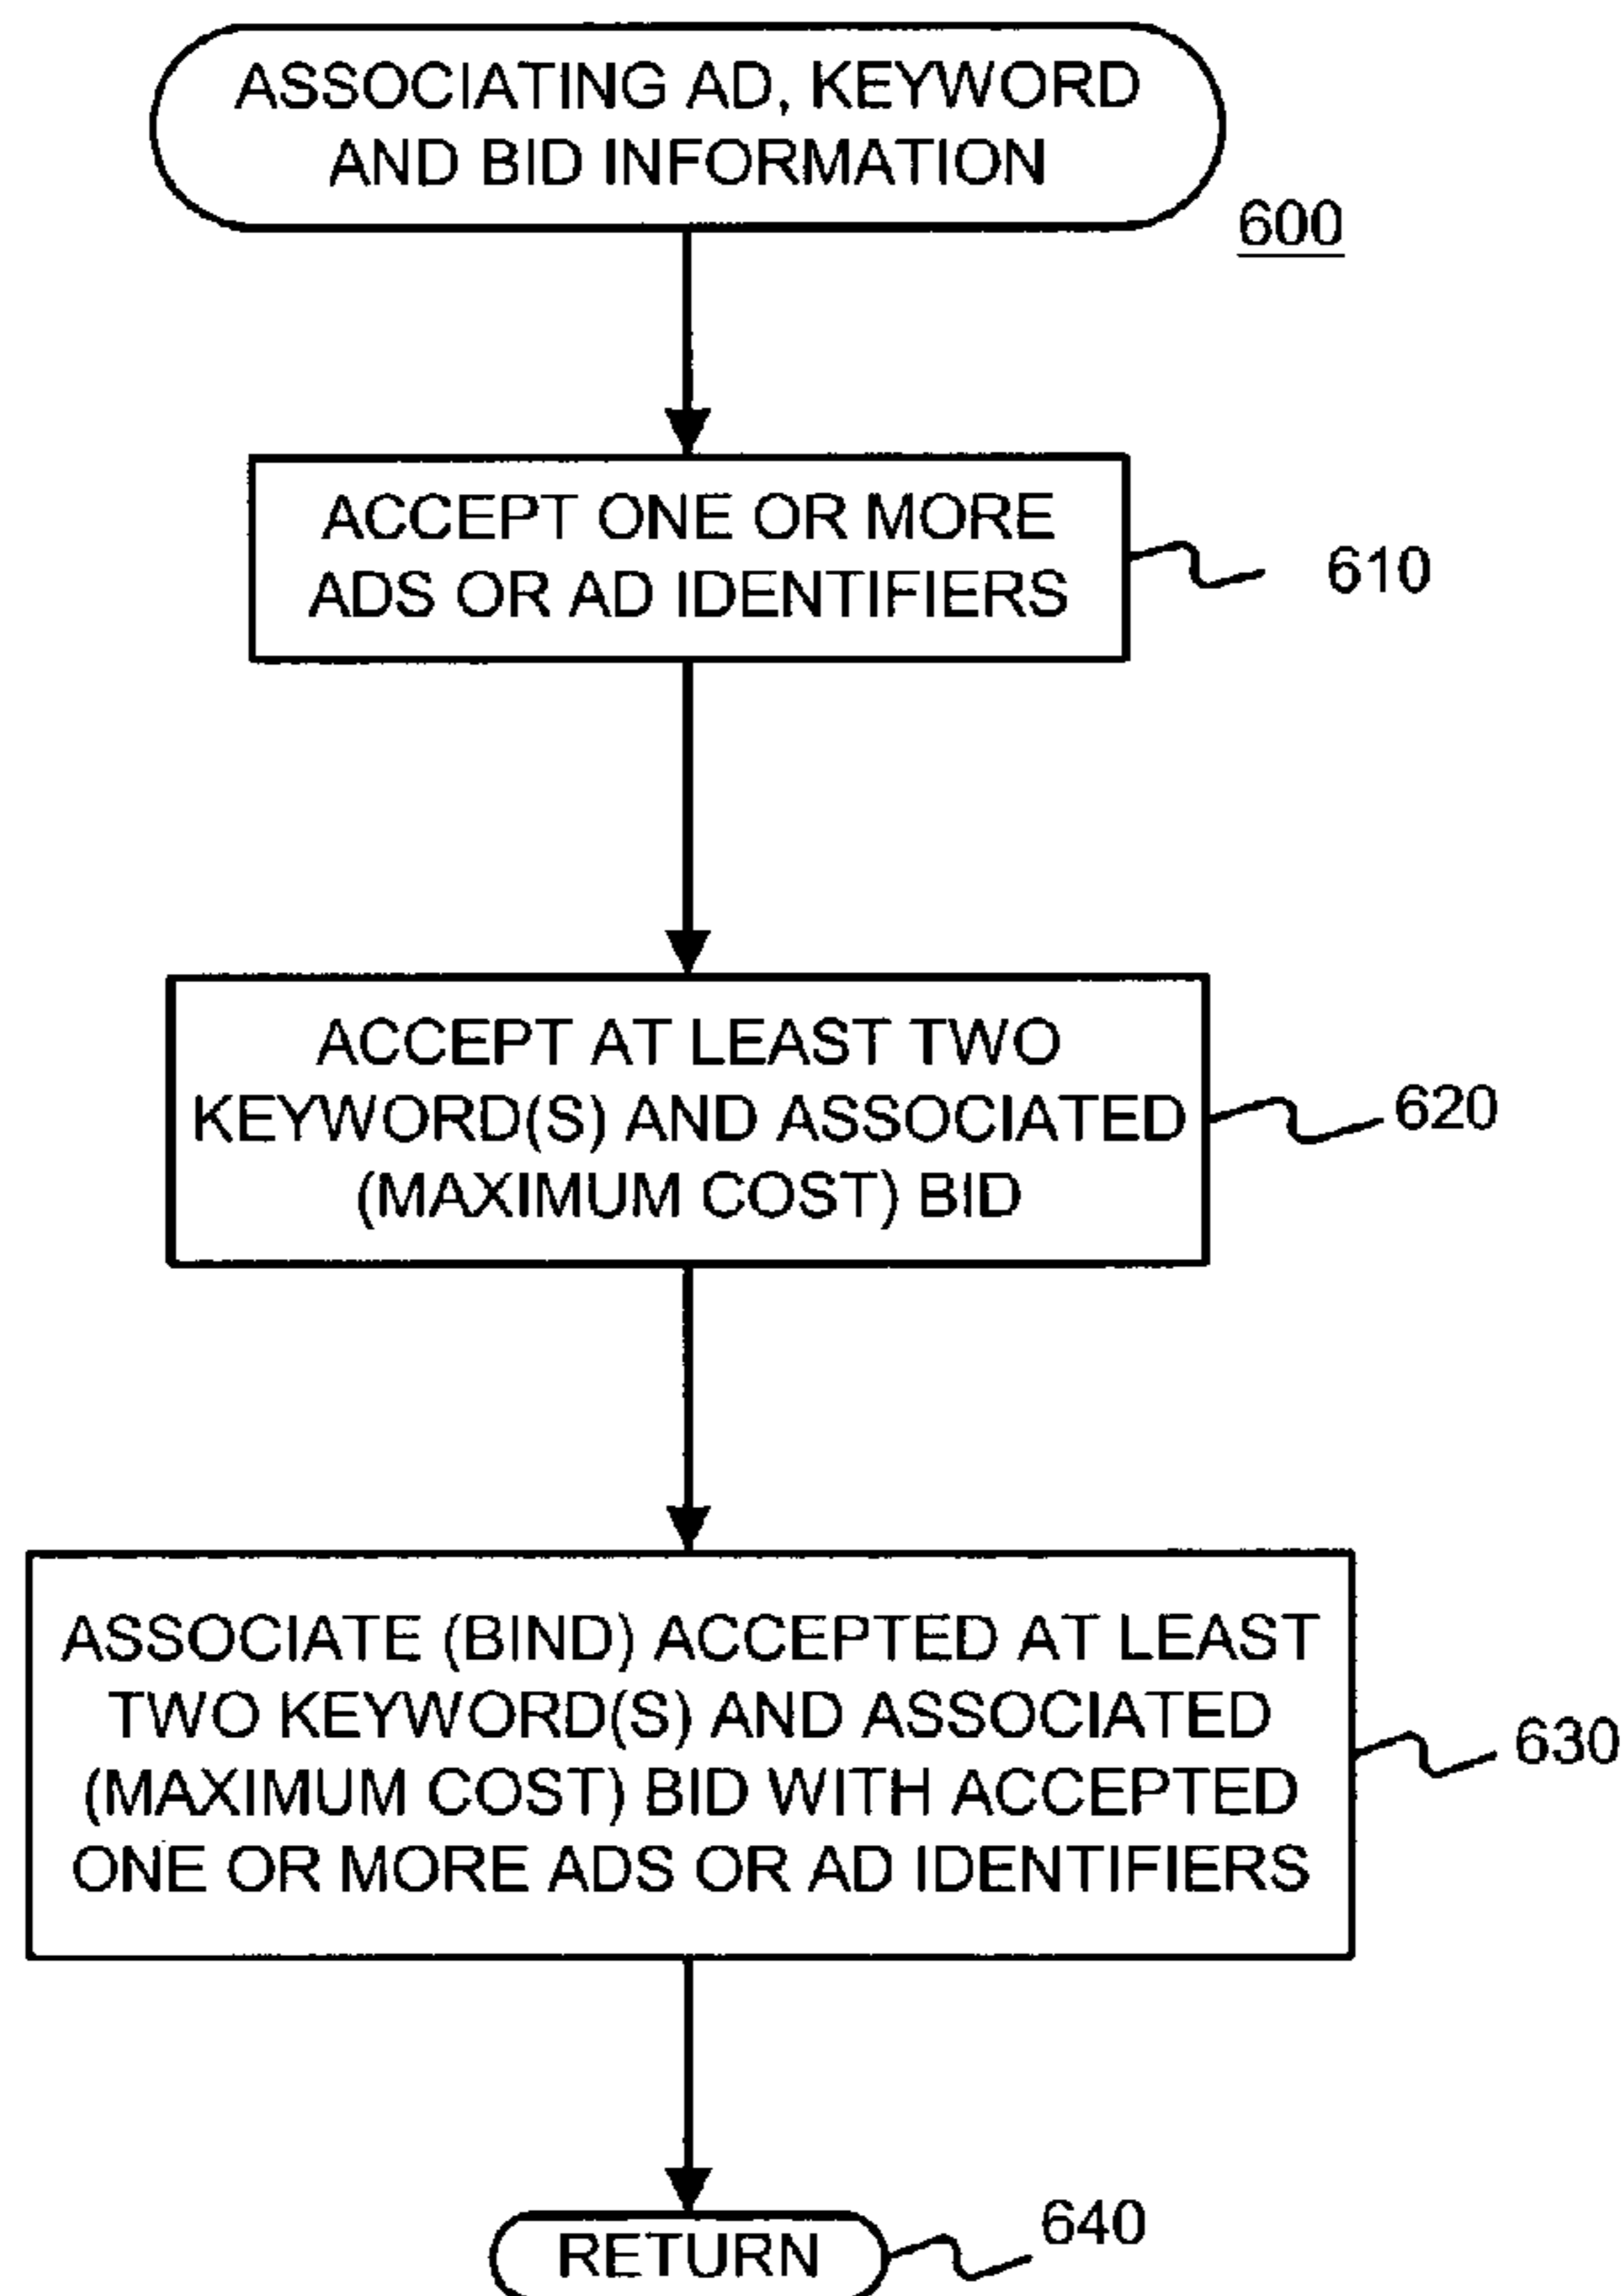 ASSOCIATING AD, KEYWORD
AND BID INFORMATION
600
ACCEPT ONE OR MORE
ADS OR AD IDENTIFIERS
610
ACCEPT AT LEAST TWO
KEYWORD(S) AND ASSOCIATED
(MAXIMUM COST) BID
620
ASSOCIATE (BIND) ACCEPTED AT LEAST
TWO KEYWORD(S) AND ASSOCIATED
(MAXIMUM COST) BID WITH ACCEPTED
ONE OR MORE ADS OR AD IDENTIFIERS
630
RETURN
640